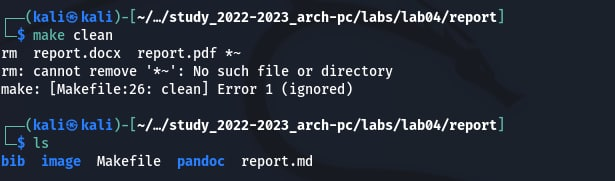 ┌──(kali㉿kali)-[~/…/study_2022-2023_arch-pc/labs/lab04/report]
└─$ make clean
rm  report.docx  report.pdf *~
rm: cannot remove '*~': No such file or directory
make: [Makefile:26: clean] Error 1 (ignored)
┌──(kali㉿kali)-[~/…/study_2022-2023_arch-pc/labs/lab04/report]
└─$ ls
bib  image  Makefile  pandoc  report.md